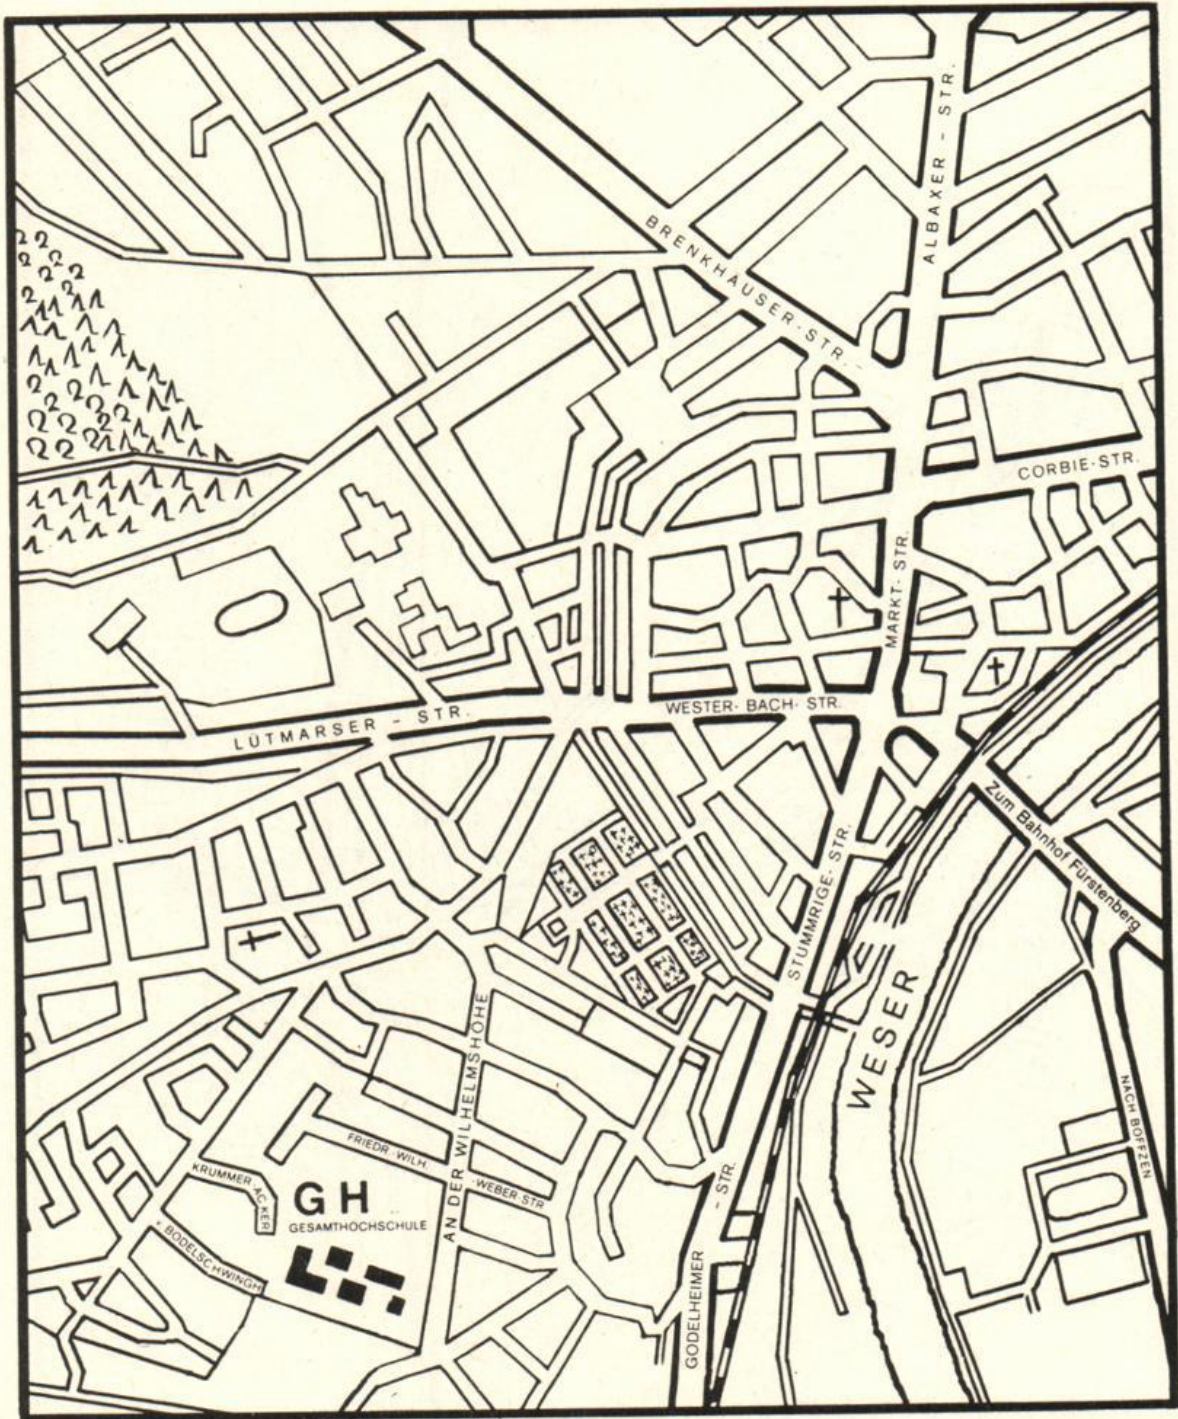 ALBAXER - STR.
BRENKHAUSER-STR.-
CORBIE-STR.
MARKT-STR.
WESTER-BACH-STR.
LÜTMARSER - STR.
Zum Bahnhof Fürstenberg
STUMMRIGE-STR.
WESER
AN DER WILHELMSHÖHE
NACH BOFFZEN
FRIEDR.-WILH.
-WEBER-STR
KRUMMER-ACKER
GH
GESAMTHOCHSCHULE
v. BODELSCHWINGH
GODELHEIMER
- STR.